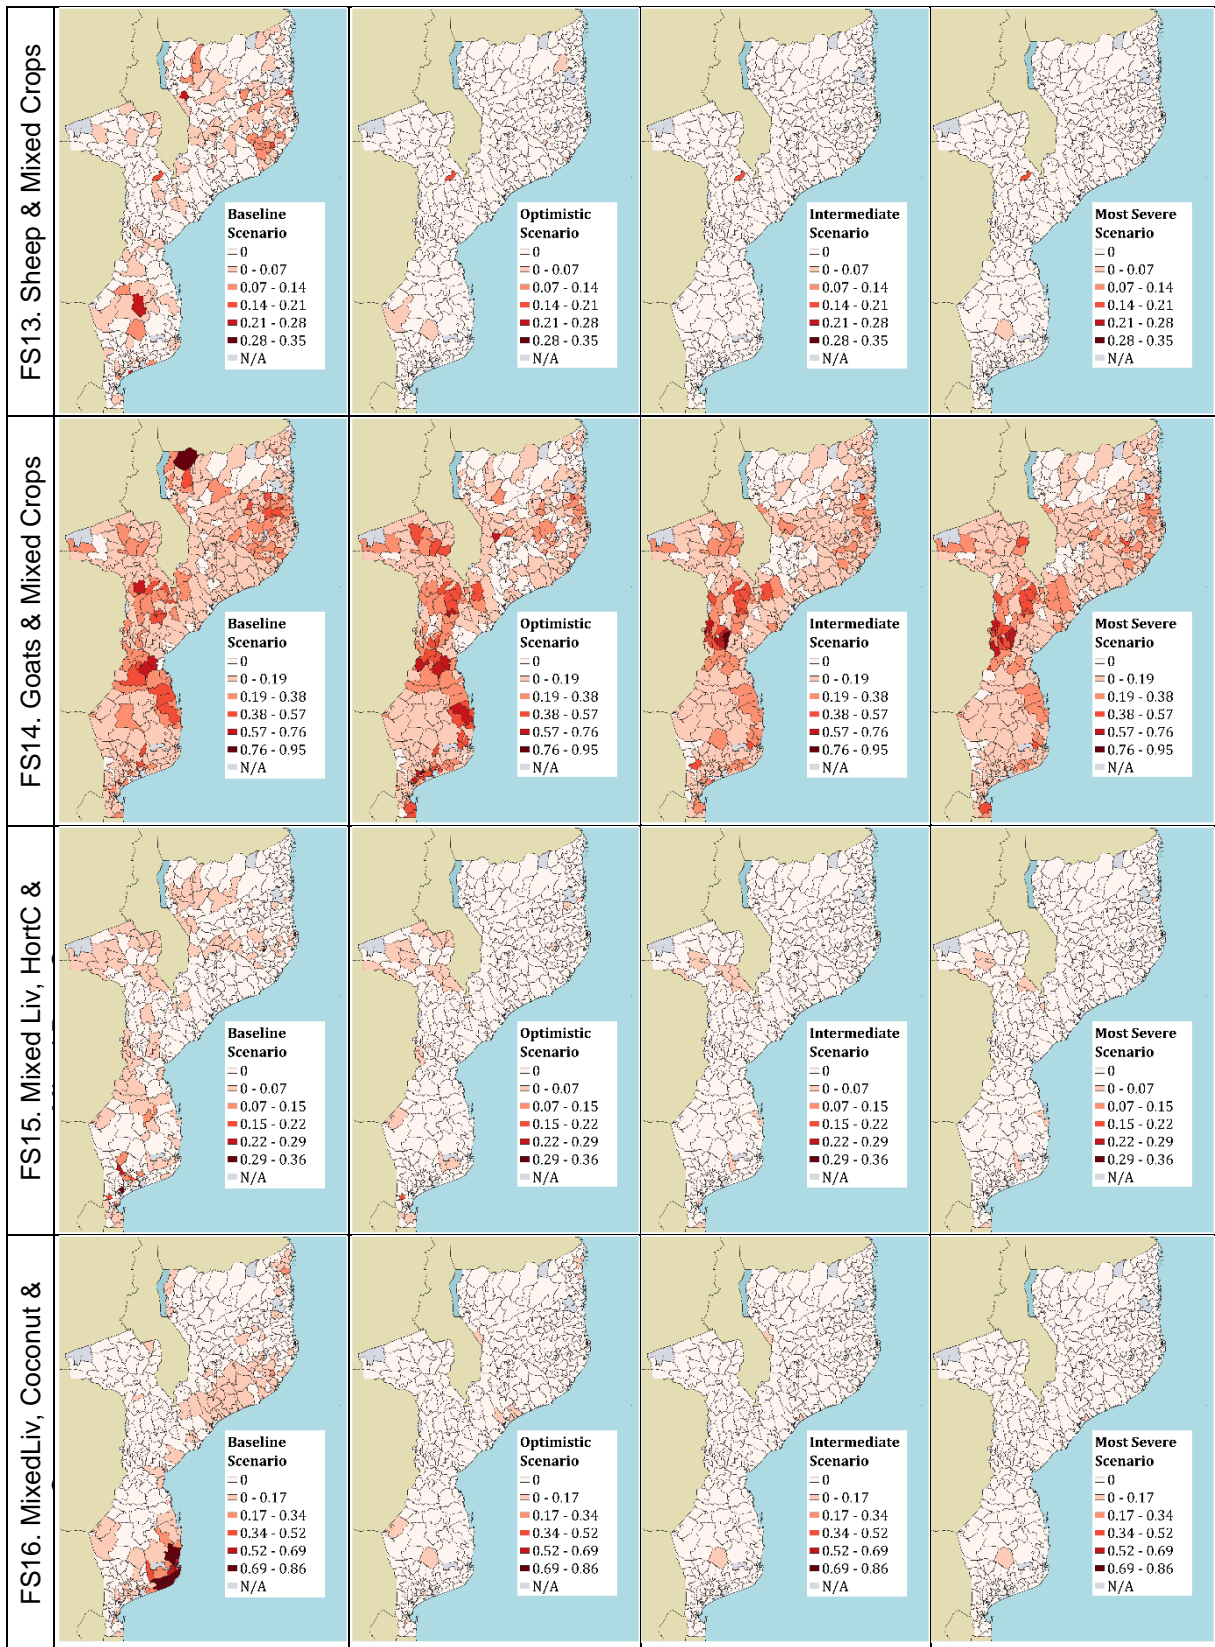 FS13. Sheep & Mixed Crops
Baseline
Scenario
0
0 - 0.07
0.07 - 0.14
0.14 - 0.21
0.21 - 0.28
0.28 - 0.35
N/A
Optimistic
Scenario
0
0 - 0.07
0.07 - 0.14
0.14 - 0.21
0.21 - 0.28
0.28 - 0.35
N/A
Intermediate
Scenario
0
0 - 0.07
0.07 - 0.14
0.14 - 0.21
0.21 - 0.28
0.28 - 0.35
N/A
Most Severe
Scenario
0
0 - 0.07
0.07 - 0.14
0.14 - 0.21
0.21 - 0.28
0.28 - 0.35
N/A
FS14. Goats & Mixed Crops
Baseline
Scenario
0
0 - 0.19
0.19 - 0.38
0.38 - 0.57
0.57 - 0.76
0.76 - 0.95
N/A
Optimistic
Scenario
0
0 - 0.19
0.19 - 0.38
0.38 - 0.57
0.57 - 0.76
0.76 - 0.95
N/A
Intermediate
Scenario
0
0 - 0.19
0.19 - 0.38
0.38 - 0.57
0.57 - 0.76
0.76 - 0.95
N/A
Most Severe
Scenario
0
0 - 0.19
0.19 - 0.38
0.38 - 0.57
0.57 - 0.76
0.76 - 0.95
N/A
FS15. Mixed Liv, HortC &
Baseline
Scenario
0
0 - 0.07
0.07 - 0.15
0.15 - 0.22
0.22 - 0.29
0.29 - 0.36
N/A
Optimistic
Scenario
0
0 - 0.07
0.07 - 0.15
0.15 - 0.22
0.22 - 0.29
0.29 - 0.36
N/A
Intermediate
Scenario
0
0 - 0.07
0.07 - 0.15
0.15 - 0.22
0.22 - 0.29
0.29 - 0.36
N/A
Most Severe
Scenario
0
0 - 0.07
0.07 - 0.15
0.15 - 0.22
0.22 - 0.29
0.29 - 0.36
N/A
FS16. MixedLiv, Coconut &
Baseline
Scenario
0
0 - 0.17
0.17 - 0.34
0.34 - 0.52
0.52 - 0.69
0.69 - 0.86
N/A
Optimistic
Scenario
0
0 - 0.17
0.17 - 0.34
0.34 - 0.52
0.52 - 0.69
0.69 - 0.86
N/A
Intermediate
Scenario
0
0 - 0.17
0.17 - 0.34
0.34 - 0.52
0.52 - 0.69
0.69 - 0.86
N/A
Most Severe
Scenario
0
0 - 0.17
0.17 - 0.34
0.34 - 0.52
0.52 - 0.69
0.69 - 0.86
N/A